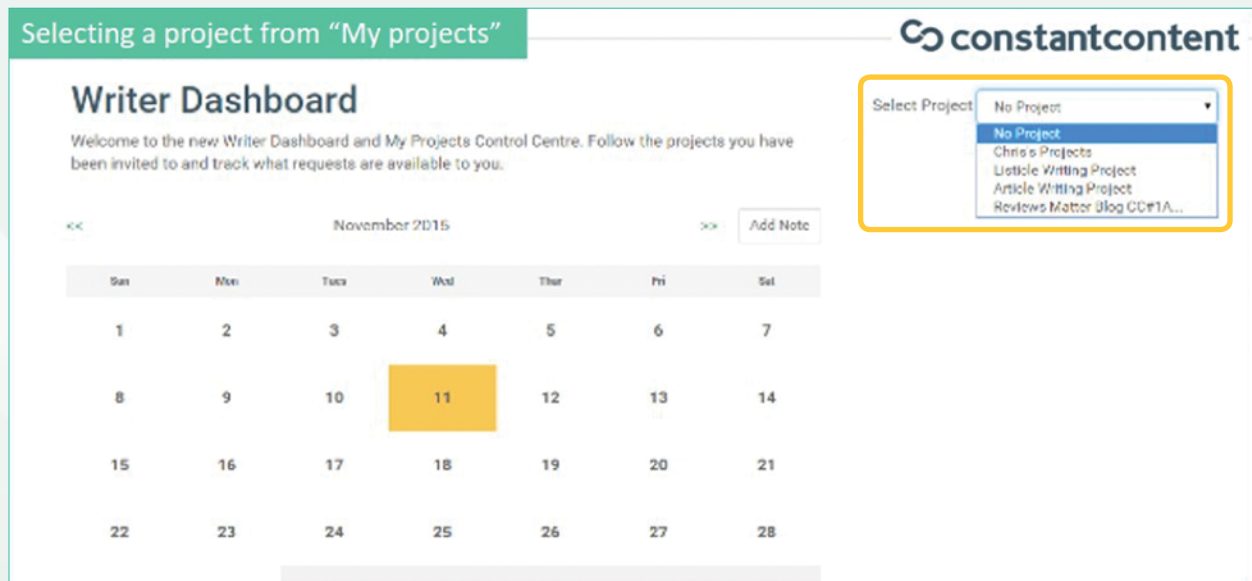 Selecting a project from “My projects”
constantcontent
Writer Dashboard
Welcome to the new Writer Dashboard and My Projects Control Centre. Follow the projects you have
been invited to and track what requests are available to you.
Select Project No Project
No Project
Chris's Projects
Listicle Writing Project
Article Writing Project
Reviews Matter Blog CC#1A...
<< November 2015 >> Add Note
Sun Mon Tues Wed Thur Fri Sat
1 2 3 4 5 6 7
8 9 10 11 12 13 14
15 16 17 18 19 20 21
22 23 24 25 26 27 28